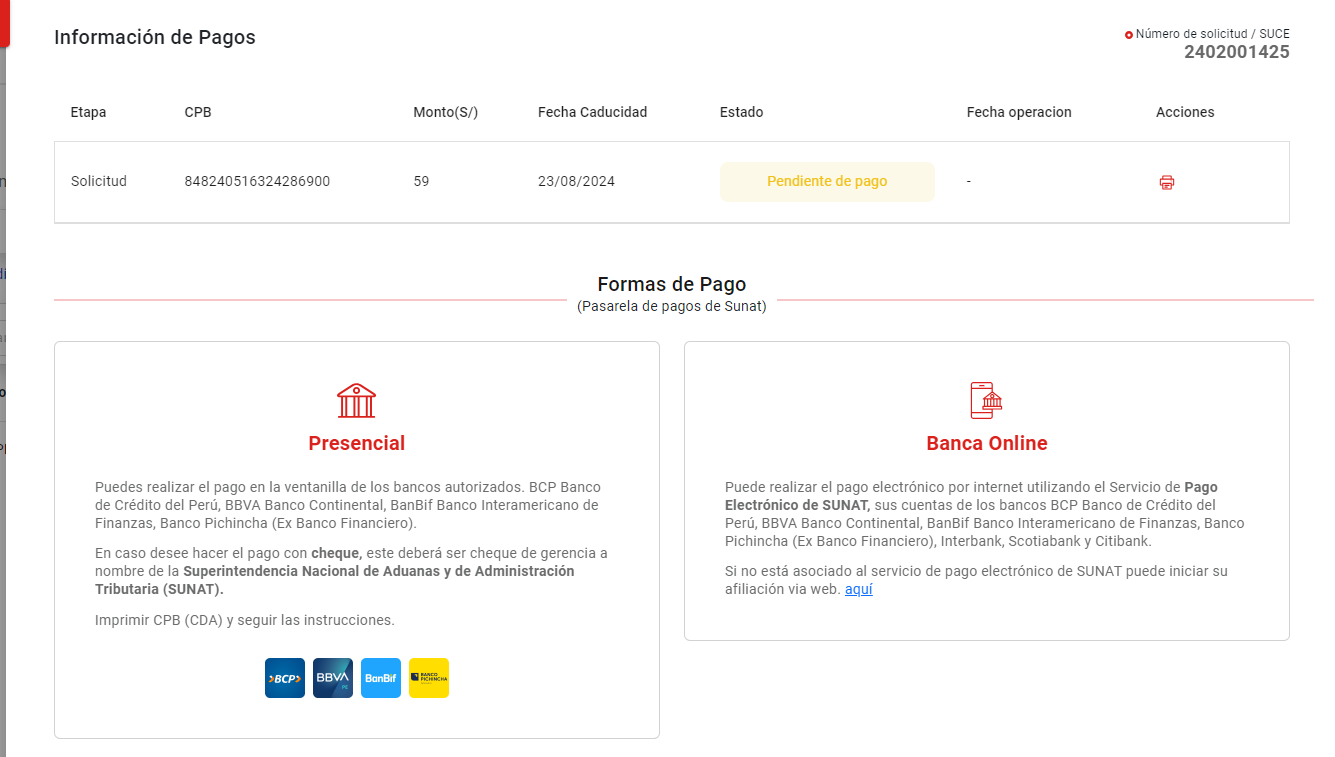 Información de Pagos
Número de solicitud / SUCE
2402001425
Etapa CPB Monto(S/) Fecha Caducidad Estado Fecha operacion Acciones
Solicitud 848240516324286900 59 23/08/2024 Pendiente de pago -
Formas de Pago
(Pasarela de pagos de Sunat)
Presencial
Puedes realizar el pago en la ventanilla de los bancos autorizados. BCP Banco
de Crédito del Perú, BBVA Banco Continental, BanBif Banco Interamericano de
Finanzas, Banco Pichincha (Ex Banco Financiero).
En caso desee hacer el pago con cheque, este deberá ser cheque de gerencia a
nombre de la Superintendencia Nacional de Aduanas y de Administración
Tributaria (SUNAT).
Imprimir CPB (CDA) y seguir las instrucciones.
BCP BBVA BanBif BANCO PICHINCHA
Banca Online
Puede realizar el pago electrónico por internet utilizando el Servicio de Pago
Electrónico de SUNAT, sus cuentas de los bancos BCP Banco de Crédito del
Perú, BBVA Banco Continental, BanBif Banco Interamericano de Finanzas, Banco
Pichincha (Ex Banco Financiero), Interbank, Scotiabank y Citibank.
Si no está asociado al servicio de pago electrónico de SUNAT puede iniciar su
afiliación via web. aquí